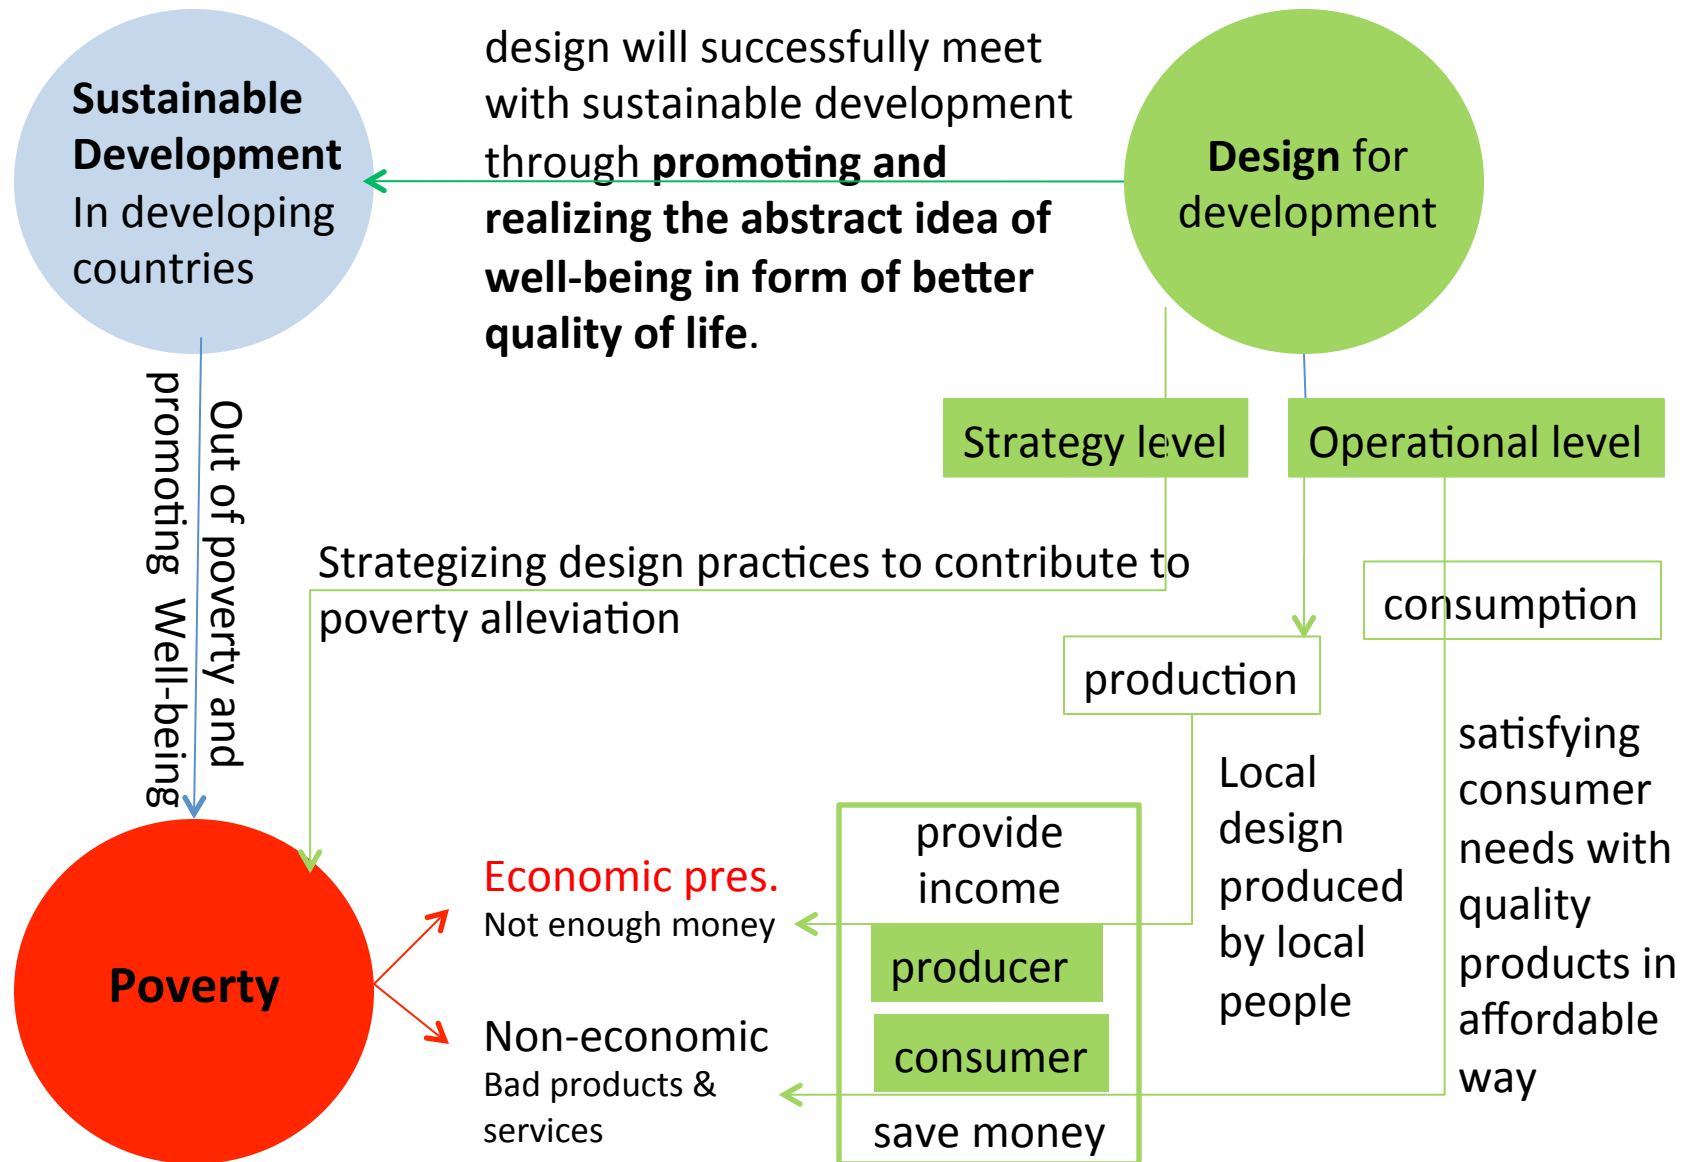 Sustainable
Development
In developing
countries
design will successfully meet
with sustainable development
through promoting and
realizing the abstract idea of
well-being in form of better
quality of life.
Design for
development
Out of poverty and
promoting Well-being
Strategy level
Operational level
Strategizing design practices to contribute to
poverty alleviation
consumption
production
Local
design
produced
by local
people
satisfying
consumer
needs with
quality
products in
affordable
way
Poverty
Economic pres.
Not enough money
Non-economic
Bad products &
services
provide
income
producer
consumer
save money